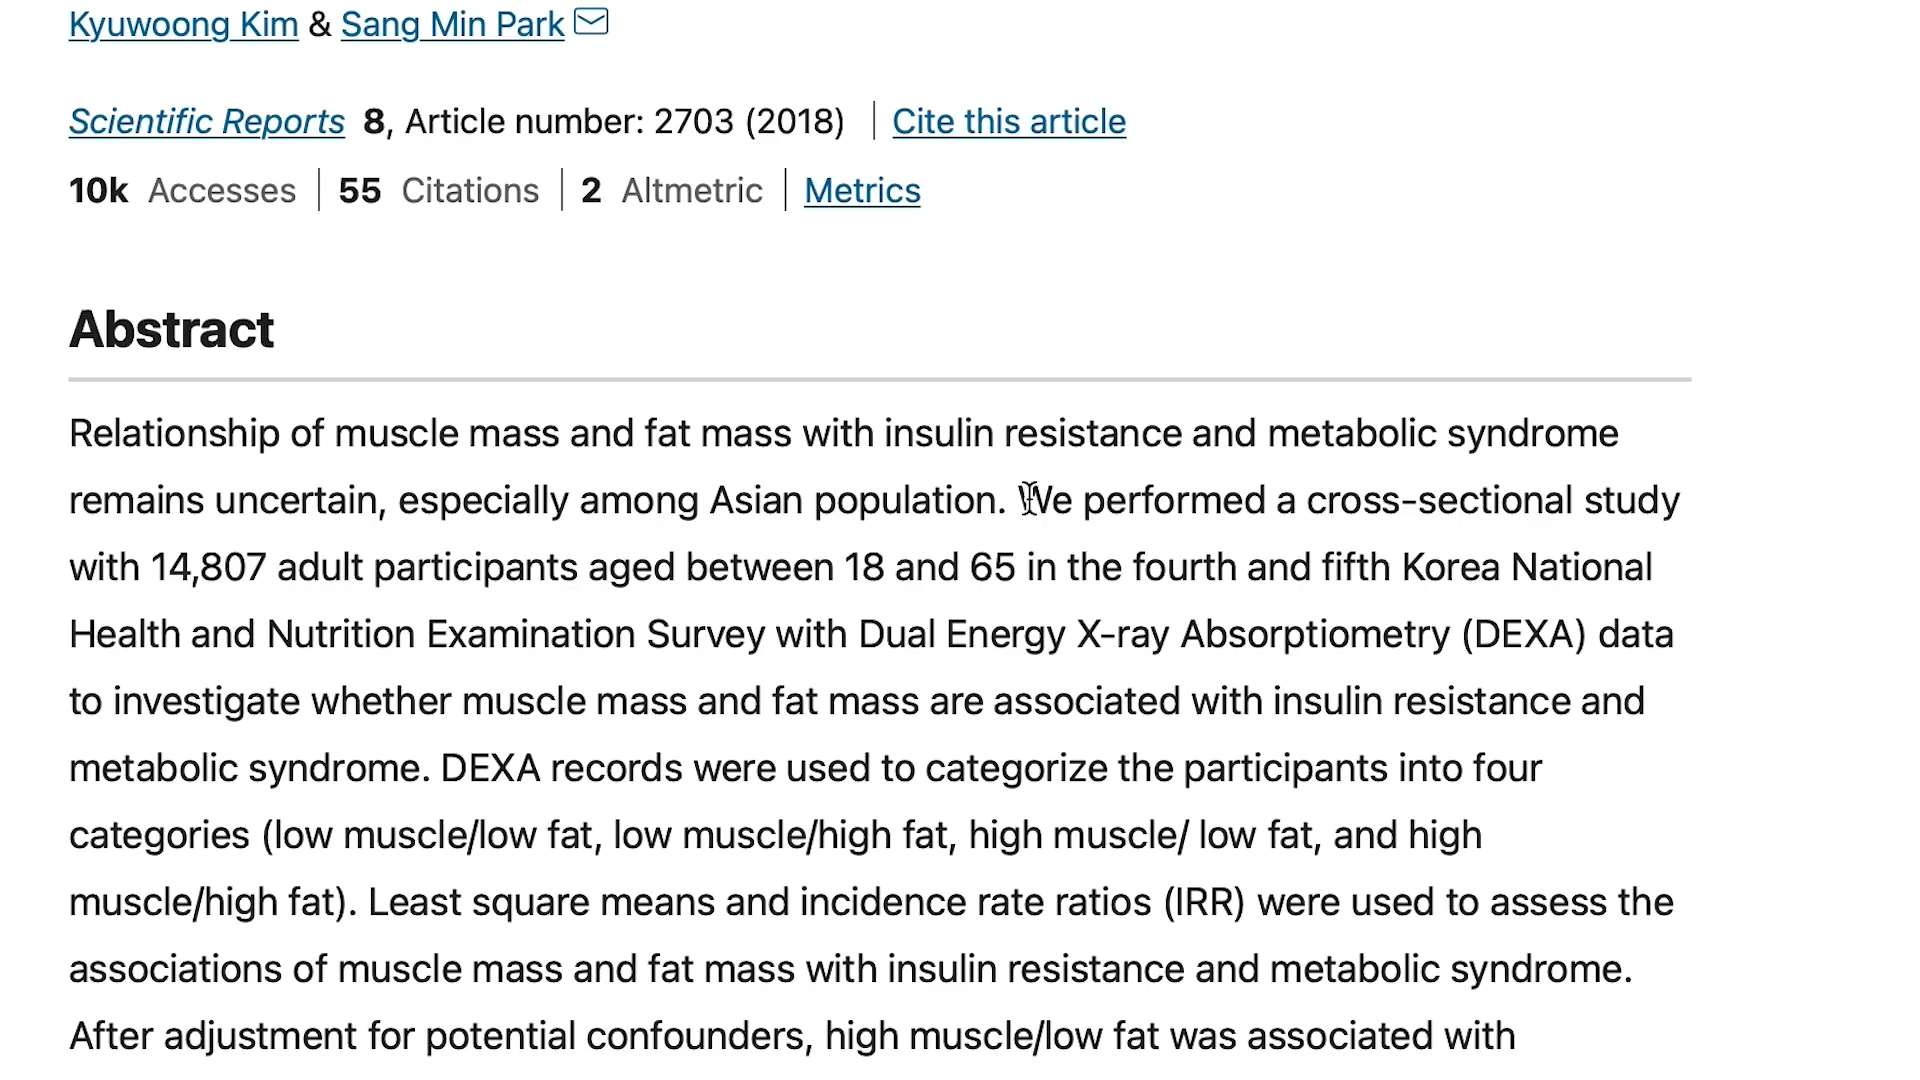 Kyuwoong Kim & Sang Min Park
Scientific Reports 8, Article number: 2703 (2018) | Cite this article
10k Accesses | 55 Citations | 2 Altmetric | Metrics
Abstract
Relationship of muscle mass and fat mass with insulin resistance and metabolic syndrome
remains uncertain, especially among Asian population. We performed a cross-sectional study
with 14,807 adult participants aged between 18 and 65 in the fourth and fifth Korea National
Health and Nutrition Examination Survey with Dual Energy X-ray Absorptiometry (DEXA) data
to investigate whether muscle mass and fat mass are associated with insulin resistance and
metabolic syndrome. DEXA records were used to categorize the participants into four
categories (low muscle/low fat, low muscle/high fat, high muscle/ low fat, and high
muscle/high fat). Least square means and incidence rate ratios (IRR) were used to assess the
associations of muscle mass and fat mass with insulin resistance and metabolic syndrome.
After adjustment for potential confounders, high muscle/low fat was associated with